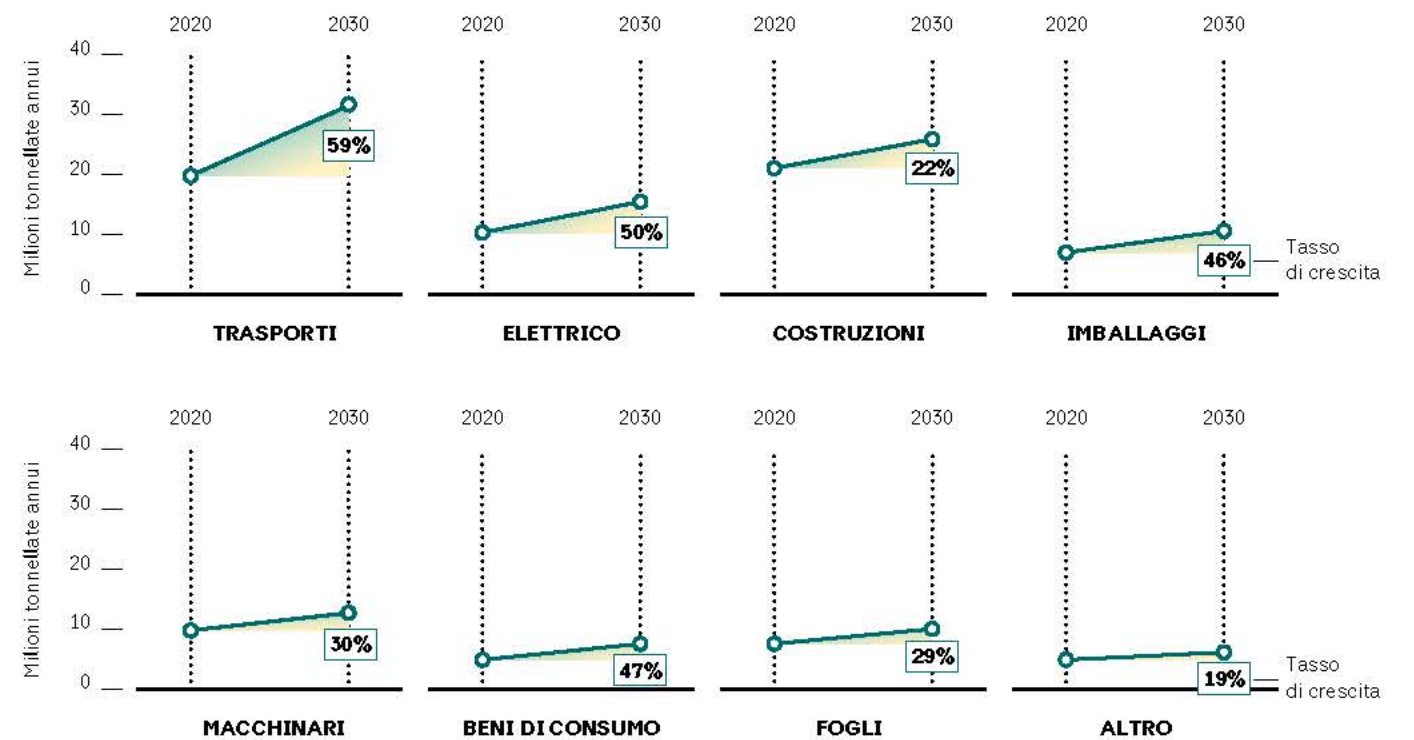 2020 2030 2020 2030 2020 2030 2020 2030
Milioni tonnellate annui
40
30
20
10
0
59%
50%
22%
46%
Tasso
di crescita
TRASPORTI ELETTRICO COSTRUZIONI IMBALLAGGI
2020 2030 2020 2030 2020 2030 2020 2030
Milioni tonnellate annui
40
30
20
10
0
30%
47%
29%
19%
Tasso
di crescita
MACCHINARI BENI DI CONSUMO FOGLI ALTRO